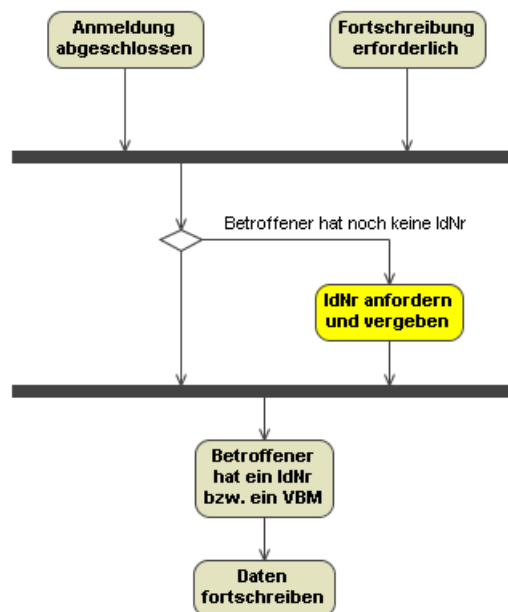 Anmeldung
abgeschlossen
Fortschreibung
erforderlich
Betroffener hat noch keine IdNr
IdNr anfordern
und vergeben
Betroffener
hat ein IdNr
bzw. ein VBM
Daten
fortschreiben